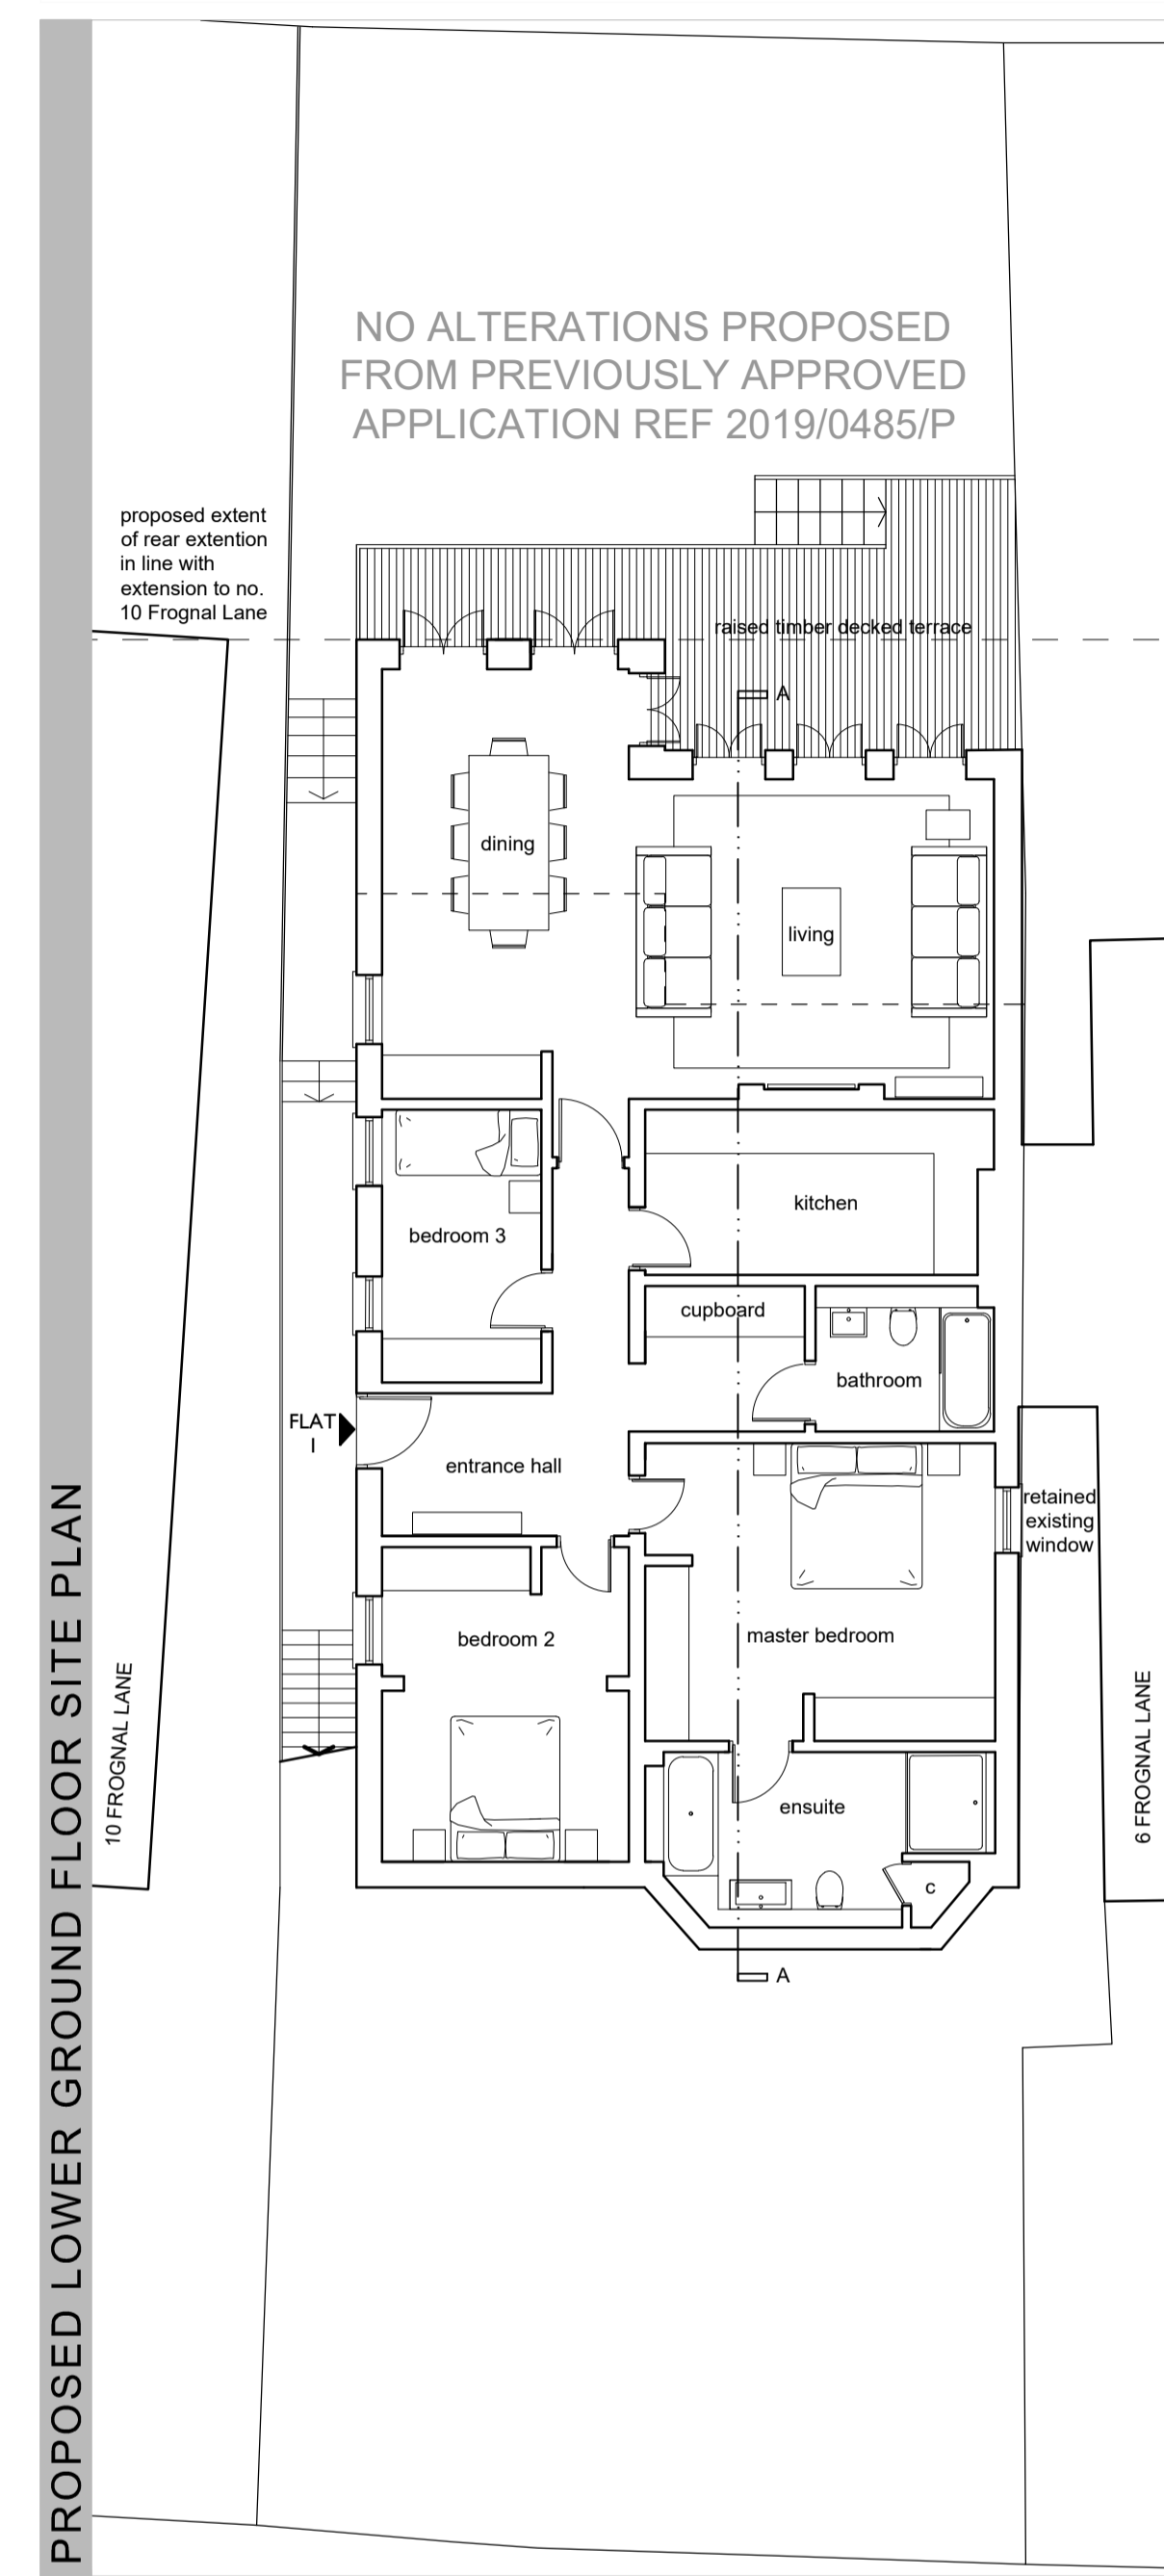 PROPOSED LOWER GROUND FLOOR SITE PLAN
NO ALTERATIONS PROPOSED
FROM PREVIOUSLY APPROVED
APPLICATION REF 2019/0485/P
proposed extent
of rear extention
in line with
extension to no.
10 Frognal Lane
raised timber decked terrace
A
dining
living
kitchen
bedroom 3
cupboard
bathroom
FLAT
I
entrance hall
retained
existing
window
bedroom 2
master bedroom
10 FROGNAL LANE
6 FROGNAL LANE
ensuite
c
A